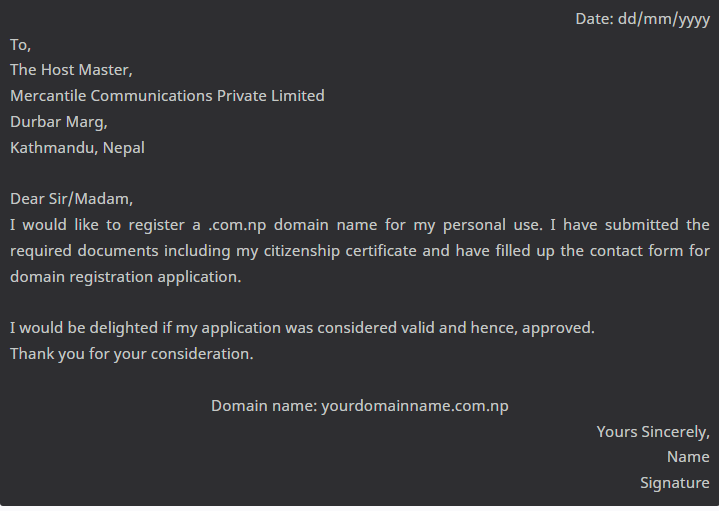 Date: dd/mm/yyyy
To,
The Host Master,
Mercantile Communications Private Limited
Durbar Marg,
Kathmandu, Nepal
Dear Sir/Madam,
I would like to register a .com.np domain name for my personal use. I have submitted the
required documents including my citizenship certificate and have filled up the contact form for
domain registration application.
I would be delighted if my application was considered valid and hence, approved.
Thank you for your consideration.
Domain name: yourdomainname.com.np
Yours Sincerely,
Name
Signature